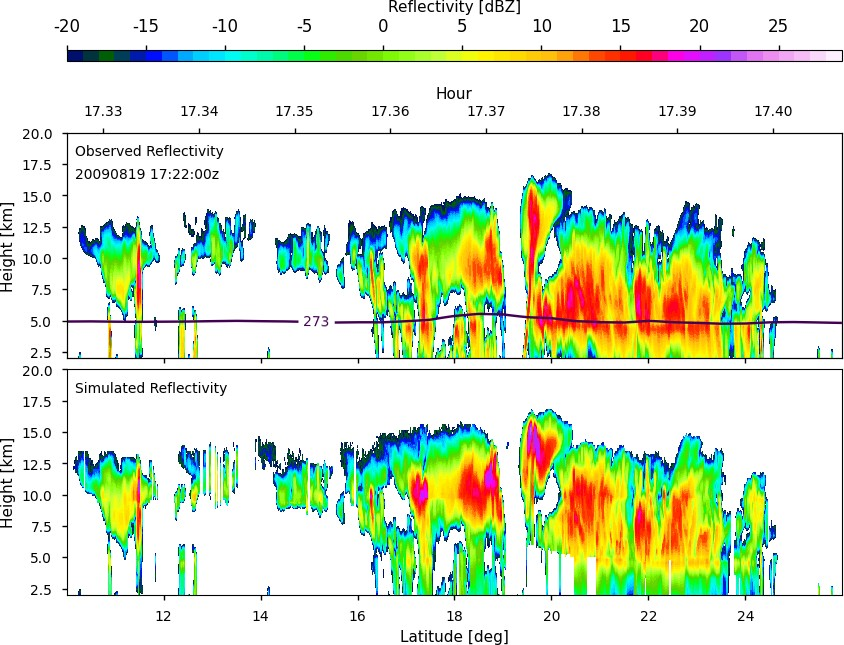 Reflectivity [dBZ]
-20 -15 -10 -5 0 5 10 15 20 25
Hour
17.33 17.34 17.35 17.36 17.37 17.38 17.39 17.40
20.0
Observed Reflectivity
20090819 17:22:00z
17.5
15.0
12.5
10.0
7.5
5.0
2.5
Height [km]
273
20.0
Simulated Reflectivity
17.5
15.0
12.5
10.0
7.5
5.0
2.5
Height [km]
12 14 16 18 20 22 24
Latitude [deg]